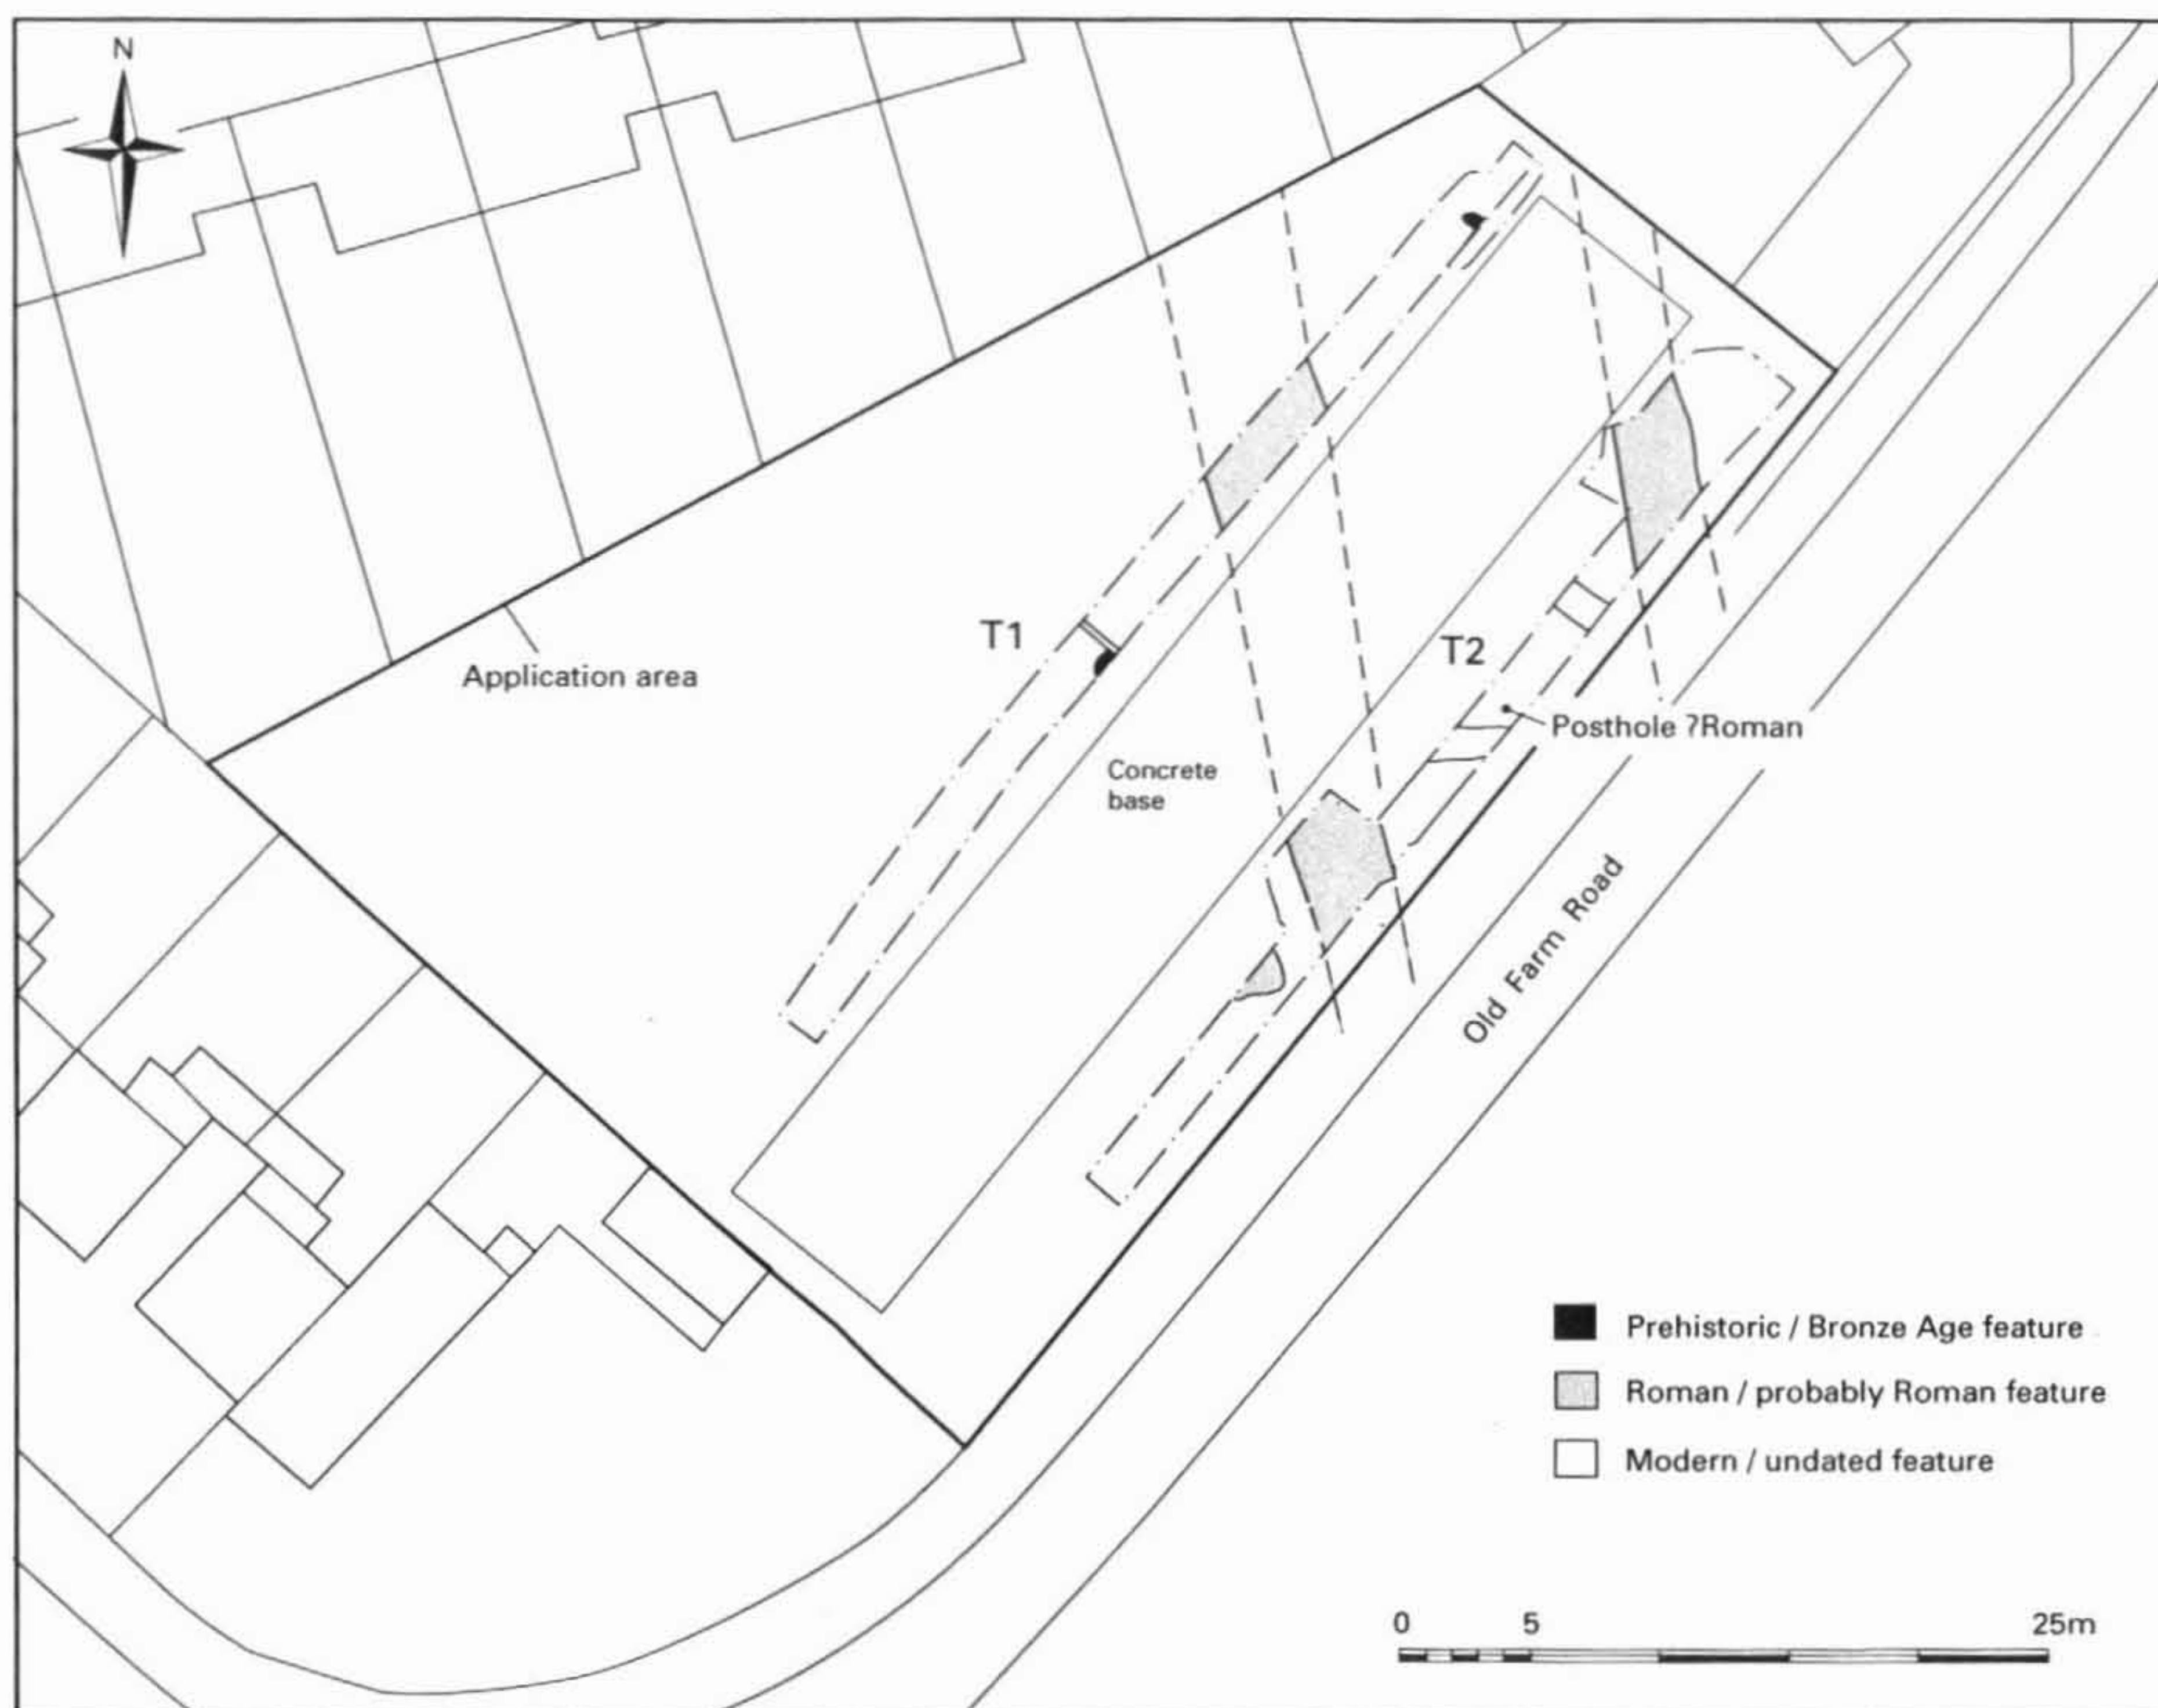 N
Application area
T1
T2
Posthole ?Roman
Concrete
base
Old Farm Road
Prehistoric / Bronze Age feature
Roman / probably Roman feature
Modern / undated feature
0 5 25m